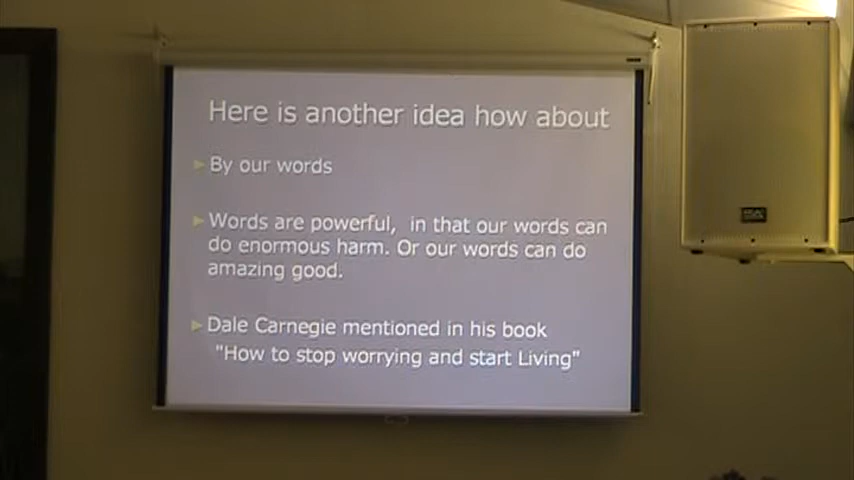 Here is another idea how about
By our words
Words are powerful, in that our words can
do enormous harm. Or our words can do
amazing good.
Dale Carnegie mentioned in his book
"How to stop worrying and start Living"